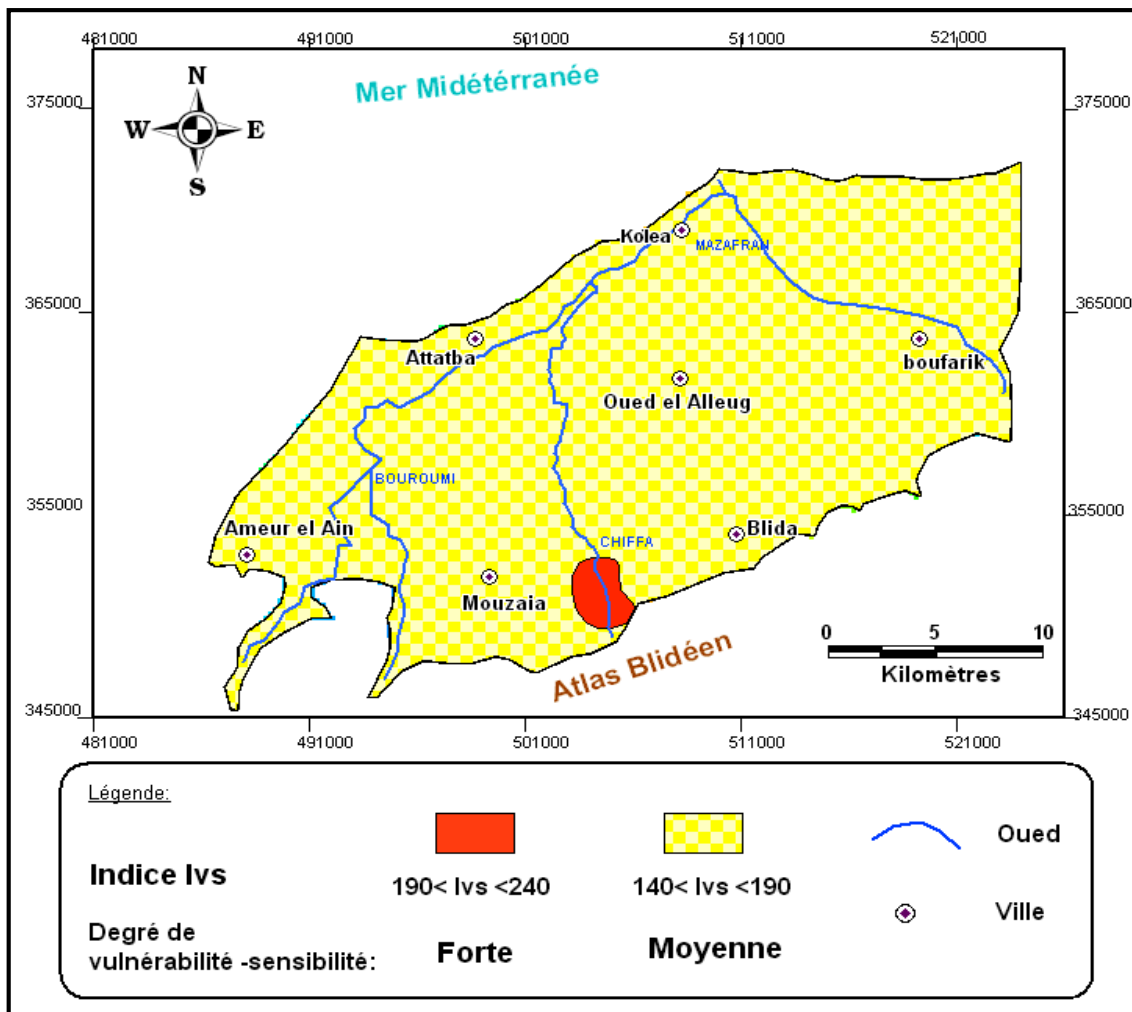 481000 491000 501000 511000 521000
Mer Midétérranée
N
W E
S
375000 375000
Kolea
MAZAFRAN
365000 365000
Attatba
boufarik
Oued el Alleug
BOUROUMI
355000 355000
Ameur el Ain
Blida
CHIFFA
Mouzaia
0 5 10
Kilomètres
Atlas Blidéen
345000 345000
481000 491000 501000 511000 521000
Légende:
Indice Ivs
190< Ivs <240
140< Ivs <190
Oued
Ville
Degré de
vulnérabilité -sensibilité:
Forte
Moyenne